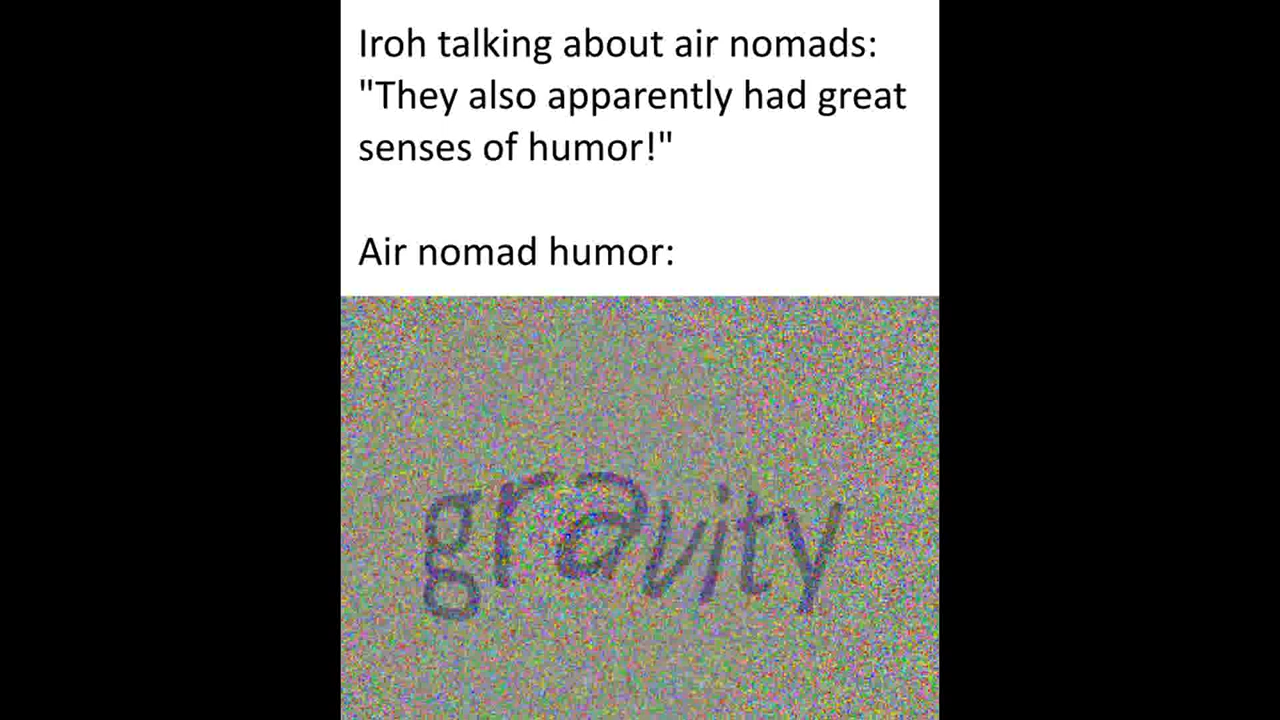 Iroh talking about air nomads:
"They also apparently had great
senses of humor!"
Air nomad humor:
gravity